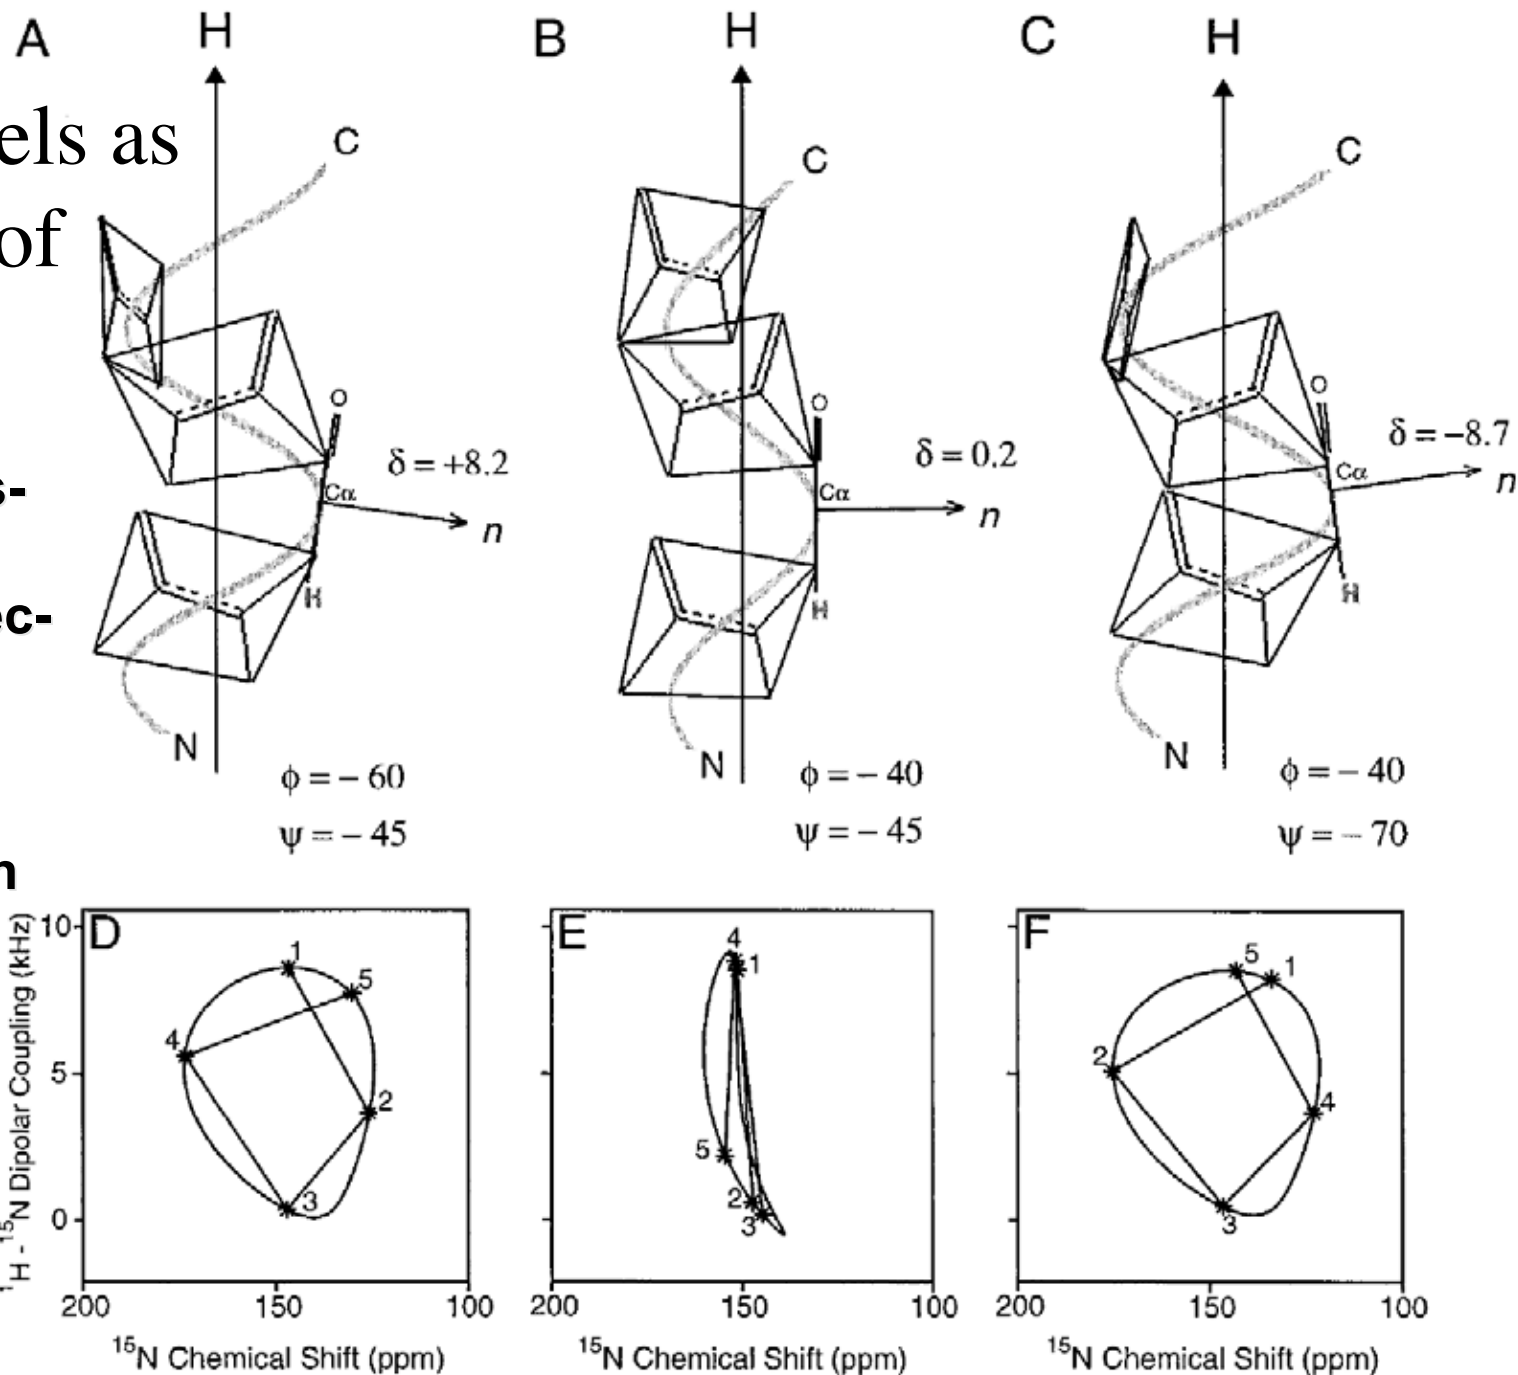 A H B H C H
els as
of
C C C
O O O
δ = +8.2 δ = 0.2 δ = −8.7
s-
Cα Cα Cα
n n n
H H H
ec-
N N N
ϕ = − 60 ϕ = − 40 ϕ = − 40
ψ = − 45 ψ = − 45 ψ = − 70
n
D E F
10
5
0
¹H - ¹⁵N Dipolar Coupling (kHz)
1 5 4 2 3
4 1 5 2 3
5 1 2 4 3
200 150 100 200 150 100 200 150 100
¹⁵N Chemical Shift (ppm) ¹⁵N Chemical Shift (ppm) ¹⁵N Chemical Shift (ppm)